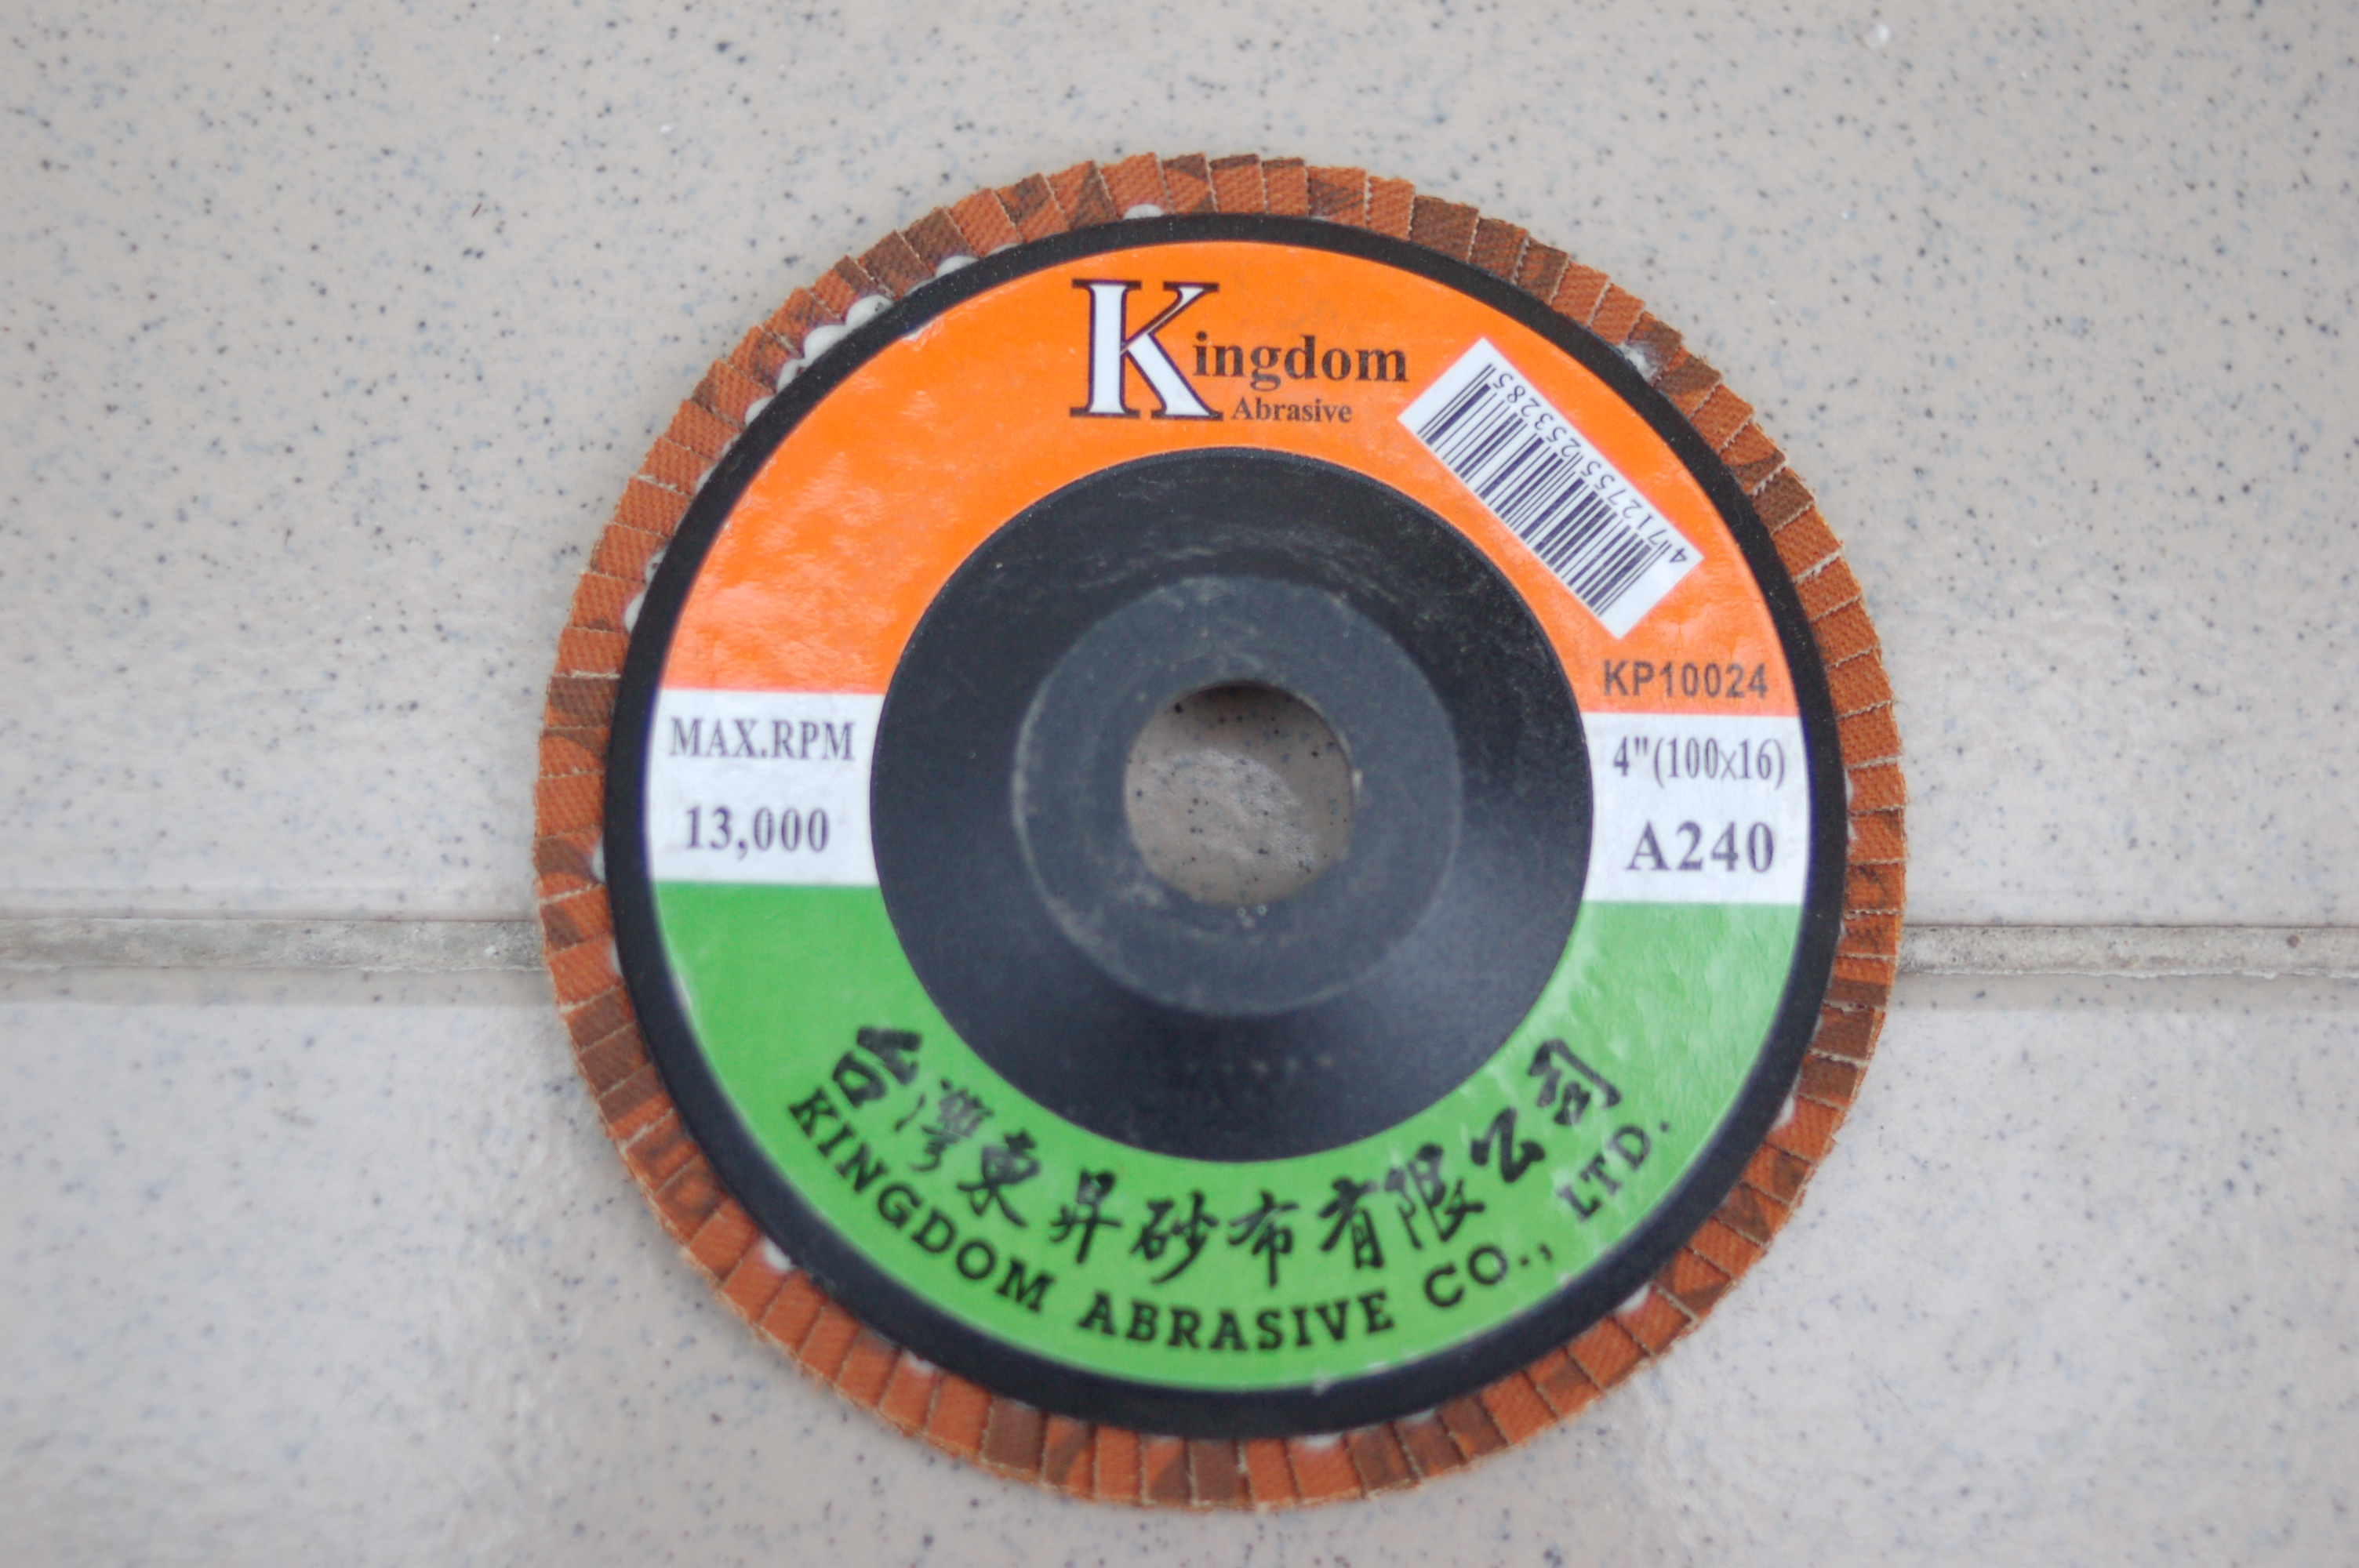 Kingdom
Abrasive
4712755253285
KP10024
MAX.RPM
13,000
4"(100x16)
A240
台灣東昇砂布有限公司
KINGDOM ABRASIVE CO., LTD.